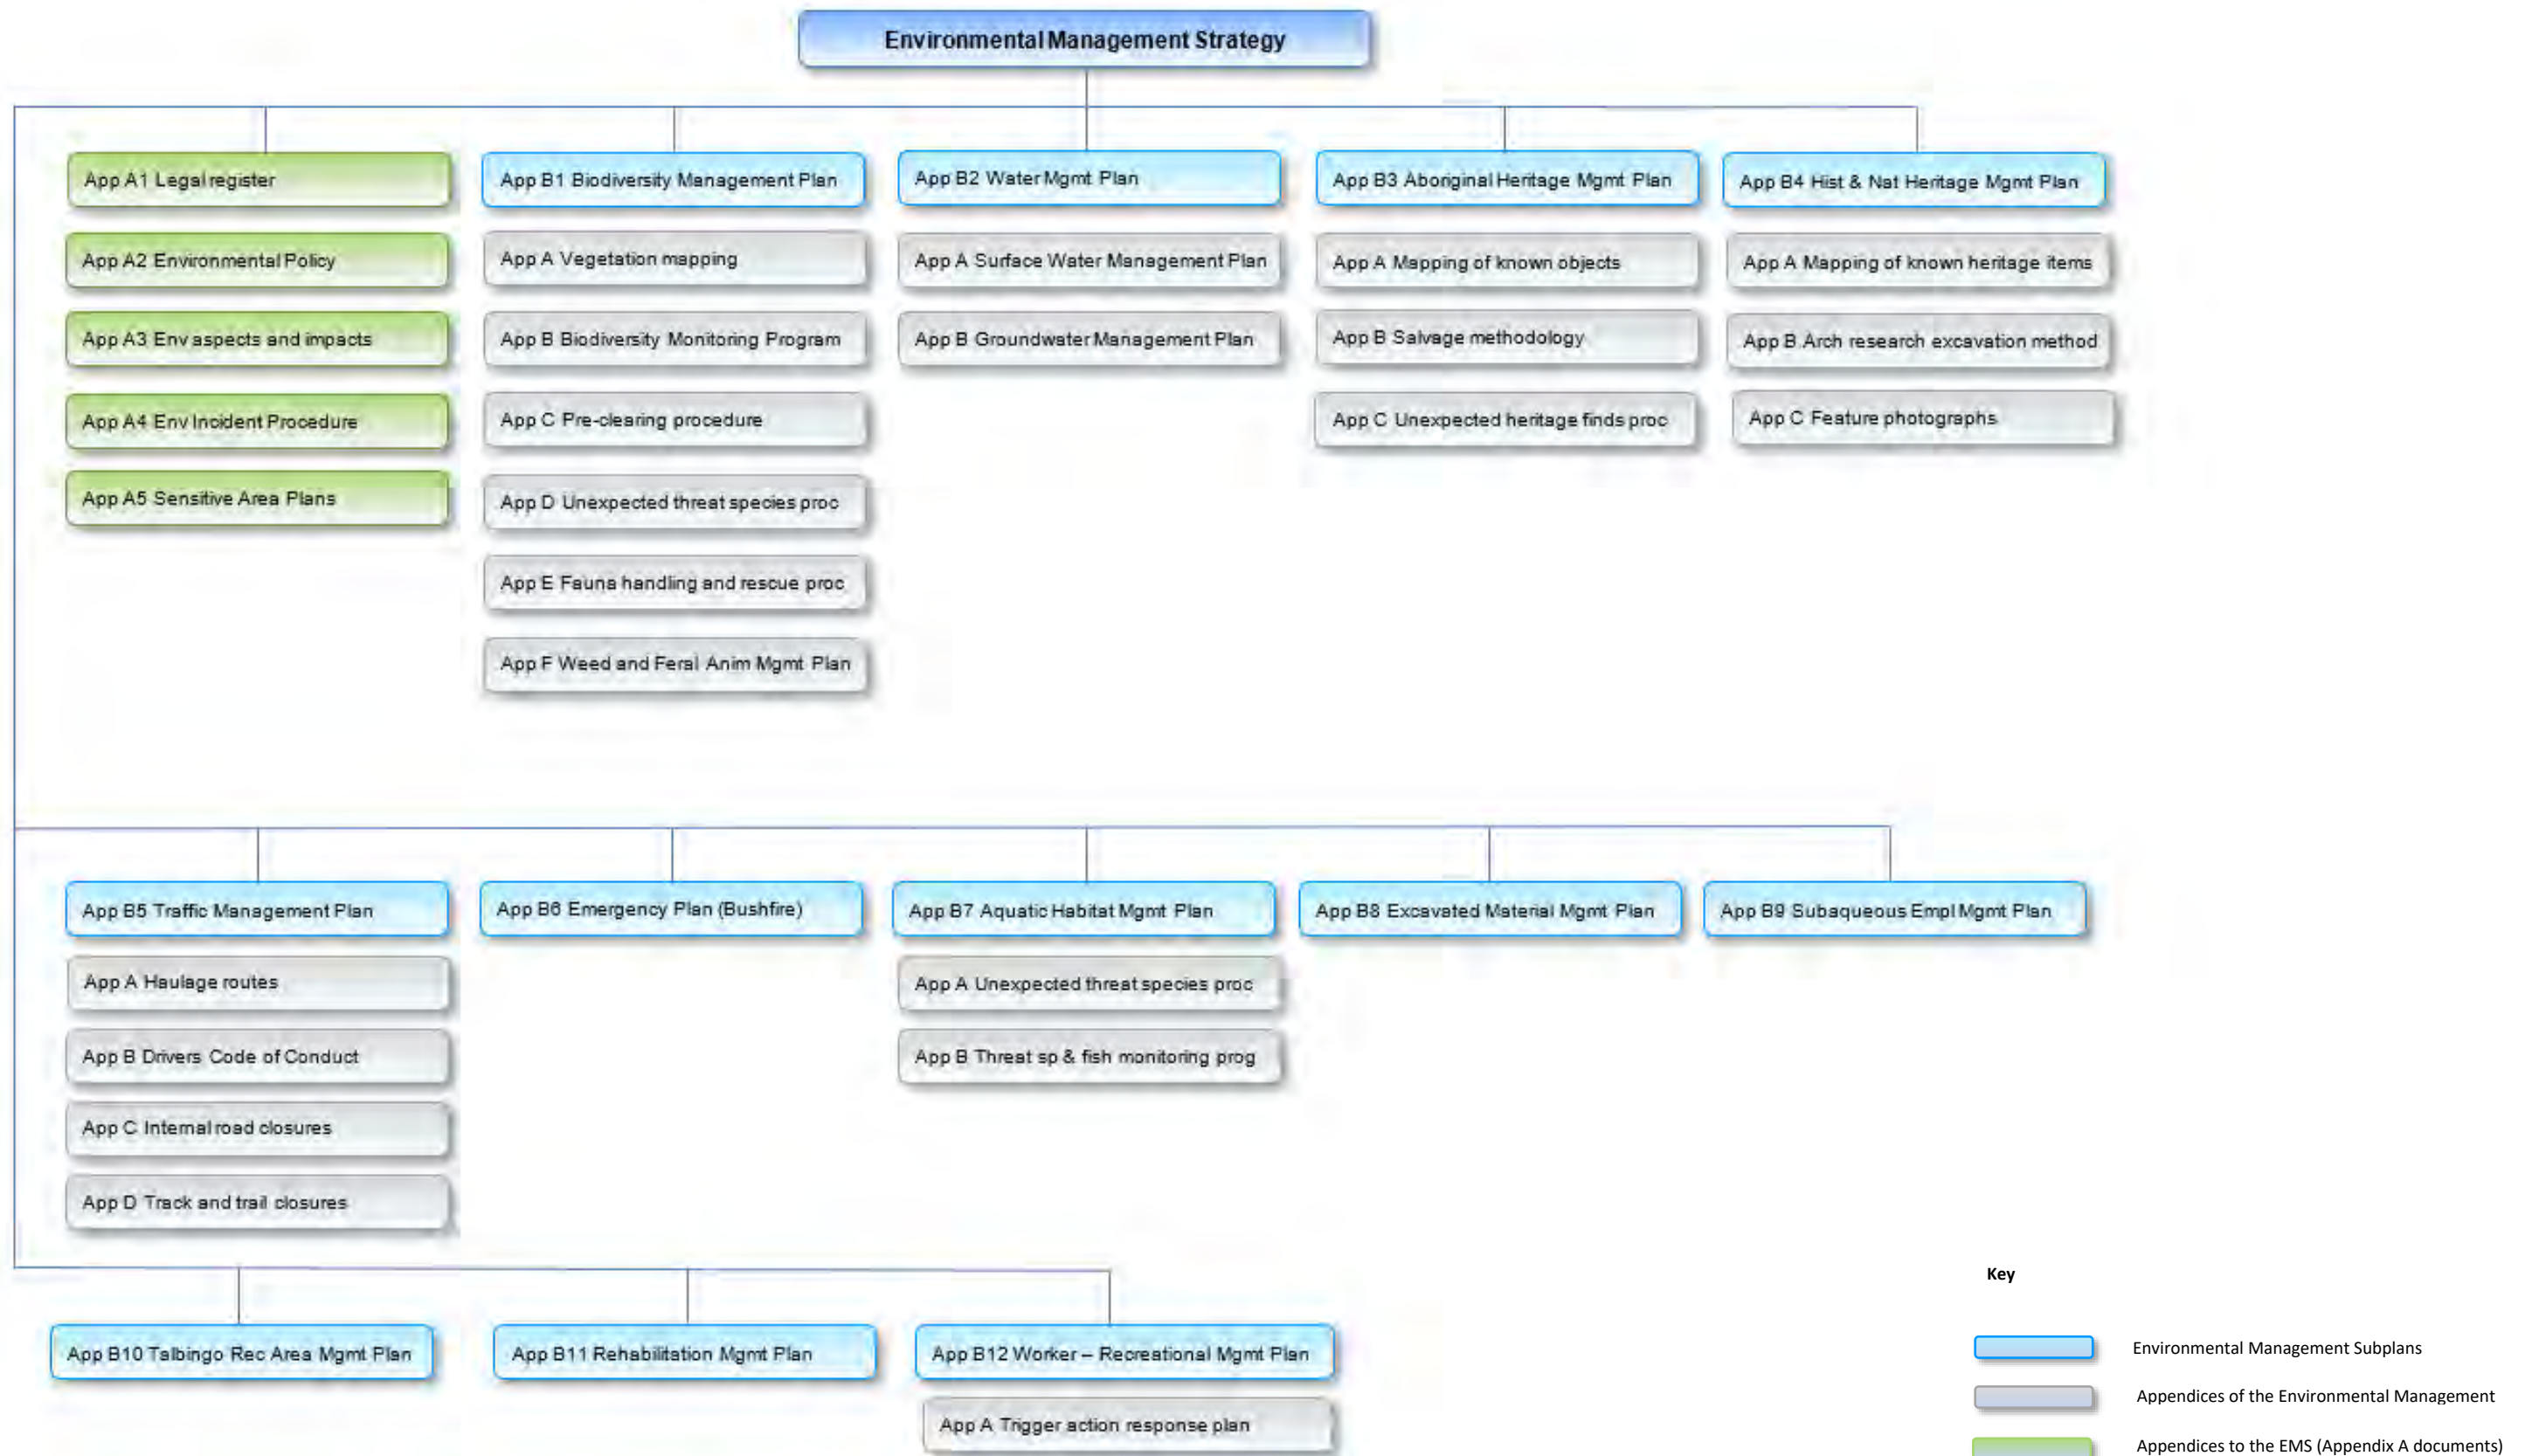 Environmental Management Strategy
App A1 Legal register
App B1 Biodiversity Management Plan
App B2 Water Mgmt Plan
App B3 Aboriginal Heritage Mgmt Plan
App B4 Hist & Nat Heritage Mgmt Plan
App A2 Environmental Policy
App A Vegetation mapping
App A Surface Water Management Plan
App A Mapping of known objects
App A Mapping of known heritage items
App A3 Env aspects and impacts
App B Biodiversity Monitoring Program
App B Groundwater Management Plan
App B Salvage methodology
App B Arch research excavation method
App A4 Env Incident Procedure
App C Pre-clearing procedure
App C Unexpected heritage finds proc
App C Feature photographs
App A5 Sensitive Area Plans
App D Unexpected threat species proc
App E Fauna handling and rescue proc
App F Weed and Feral Anim Mgmt Plan
App B5 Traffic Management Plan
App B6 Emergency Plan (Bushfire)
App B7 Aquatic Habitat Mgmt Plan
App B8 Excavated Material Mgmt Plan
App B9 Subaqueous Empl Mgmt Plan
App A Haulage routes
App A Unexpected threat species proc
App B Drivers Code of Conduct
App B Threat sp & fish monitoring prog
App C Internal road closures
App D Track and trail closures
App B10 Talbingo Rec Area Mgmt Plan
App B11 Rehabilitation Mgmt Plan
App B12 Worker – Recreational Mgmt Plan
App A Trigger action response plan
Key
Environmental Management Subplans
Appendices of the Environmental Management
Appendices to the EMS (Appendix A documents)